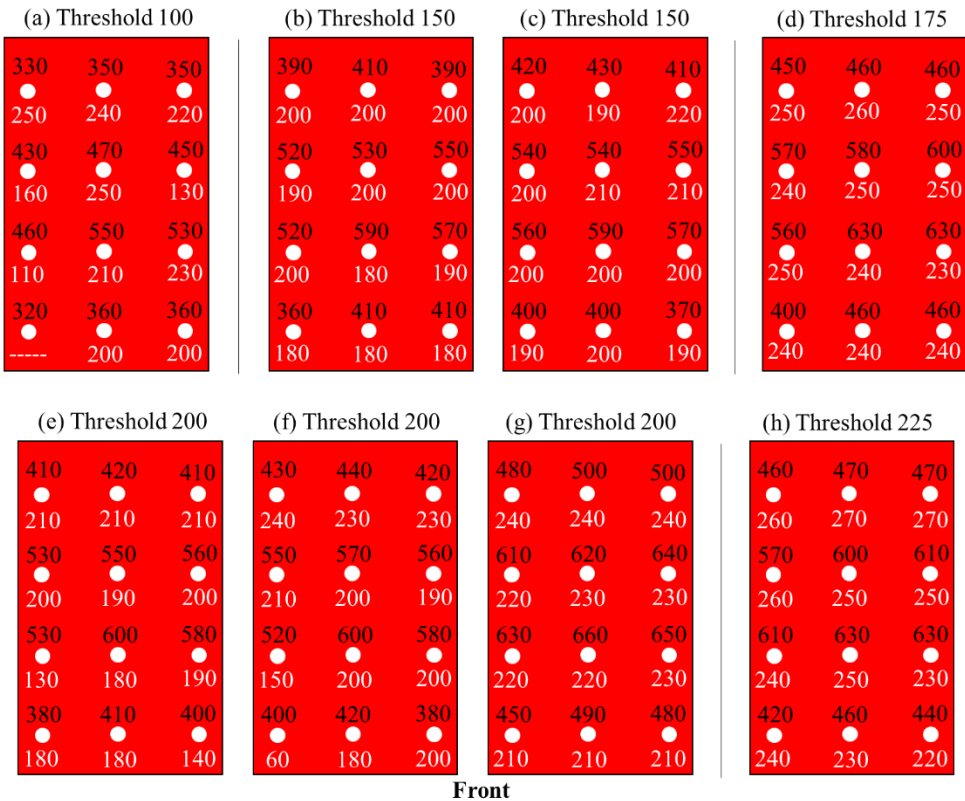 (a) Threshold 100 (b) Threshold 150 (c) Threshold 150 (d) Threshold 175
330 350 350 390 410 390 420 430 410 450 460 460
250 240 220 200 200 200 200 190 220 250 260 250
430 470 450 520 530 550 540 540 550 570 580 600
160 250 130 190 200 200 200 210 210 240 250 250
460 550 530 520 590 570 560 590 570 560 630 630
110 210 230 200 180 190 200 200 200 250 240 230
320 360 360 360 410 410 400 400 370 400 460 460
----- 200 200 180 180 180 190 200 190 240 240 240
(e) Threshold 200 (f) Threshold 200 (g) Threshold 200 (h) Threshold 225
410 420 410 430 440 420 480 500 500 460 470 470
210 210 210 240 230 230 240 240 240 260 270 270
530 550 560 550 570 560 610 620 640 570 600 610
200 190 200 210 200 190 220 230 230 260 250 250
530 600 580 520 600 580 630 660 650 610 630 630
130 180 190 150 200 200 220 220 230 240 250 230
380 410 400 400 420 380 450 490 480 420 460 440
180 180 140 60 180 200 210 210 210 240 230 220
Front